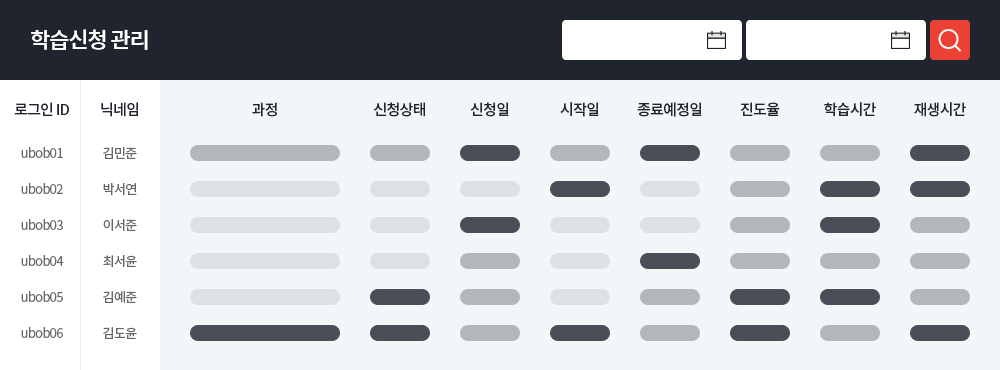 학습신청 관리
로그인 ID 닉네임 과정 신청상태 신청일 시작일 종료예정일 진도율 학습시간 재생시간
ubob01 김민준
ubob02 박서연
ubob03 이서준
ubob04 최서윤
ubob05 김예준
ubob06 김도윤